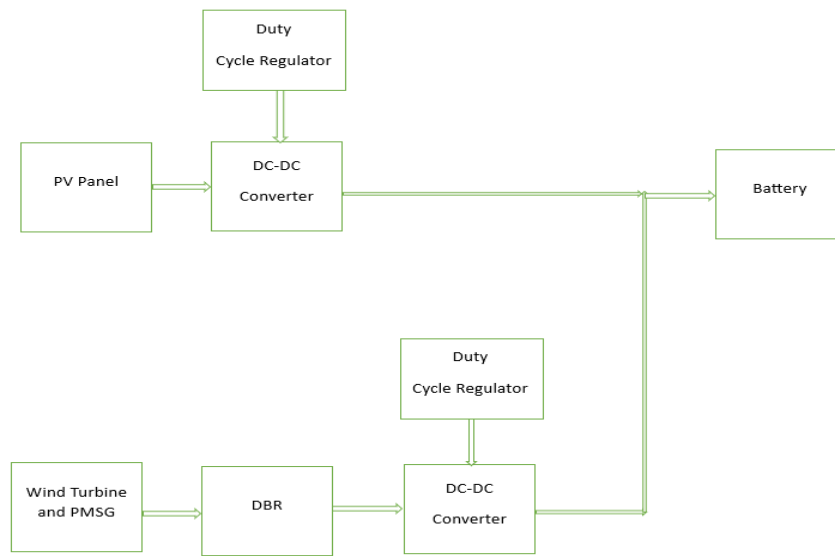 Duty
Cycle Regulator
PV Panel
DC-DC
Converter
Battery
Duty
Cycle Regulator
Wind Turbine
and PMSG
DBR
DC-DC
Converter